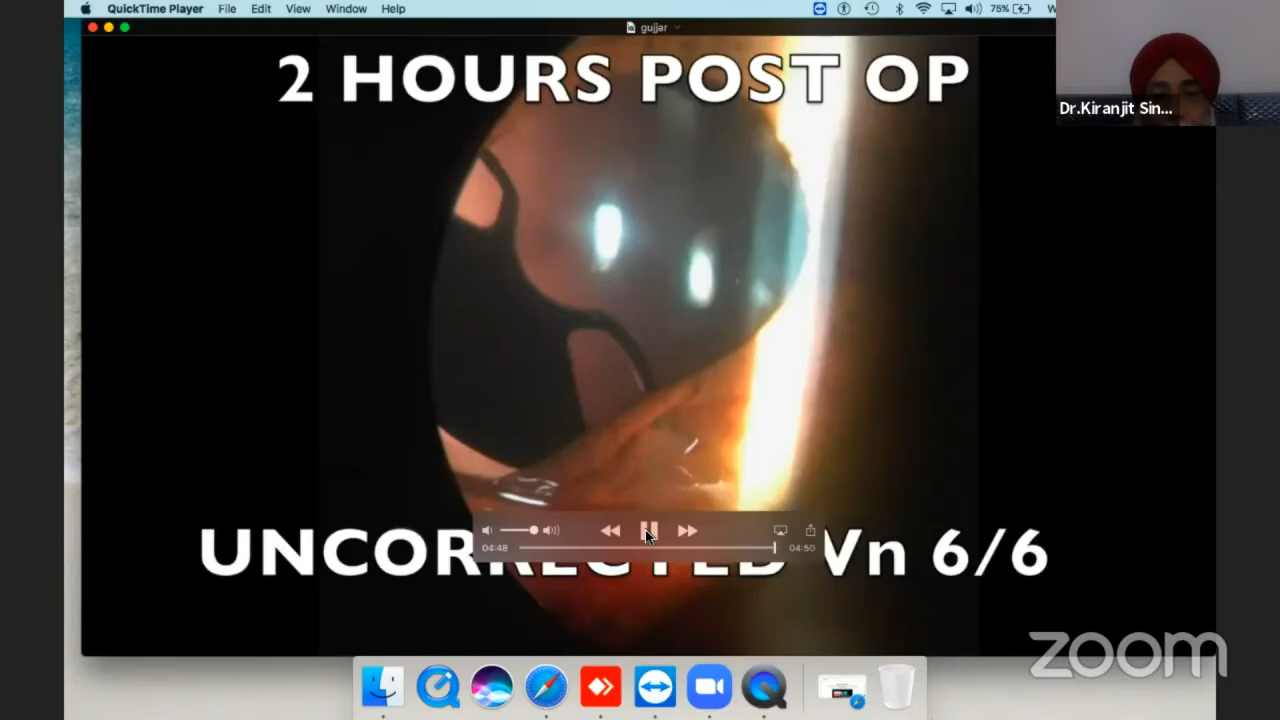 QuickTime Player File Edit View Window Help
75%
gujjar
2 HOURS POST OP
Dr.Kiranjit Sin...
04:48
04:50
UNCORRECTED Vn 6/6
zoom